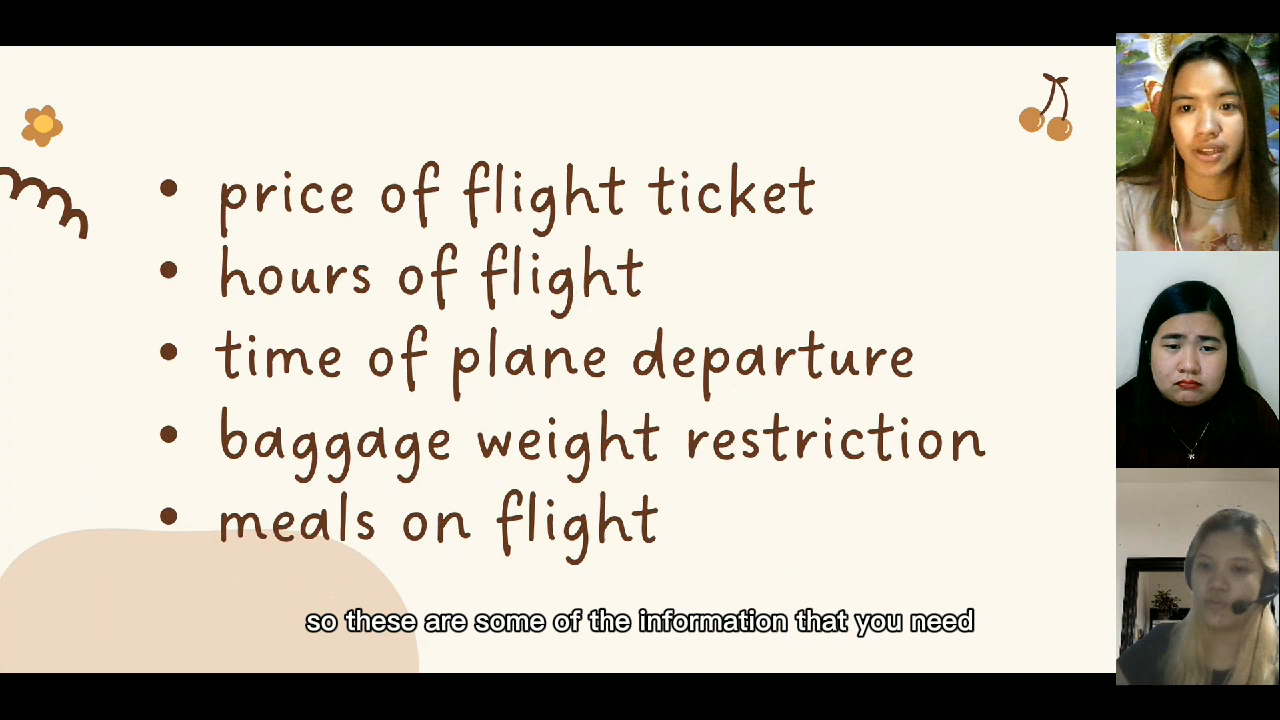 • price of flight ticket
• hours of flight
• time of plane departure
• baggage weight restriction
• meals on flight
so these are some of the information that you need